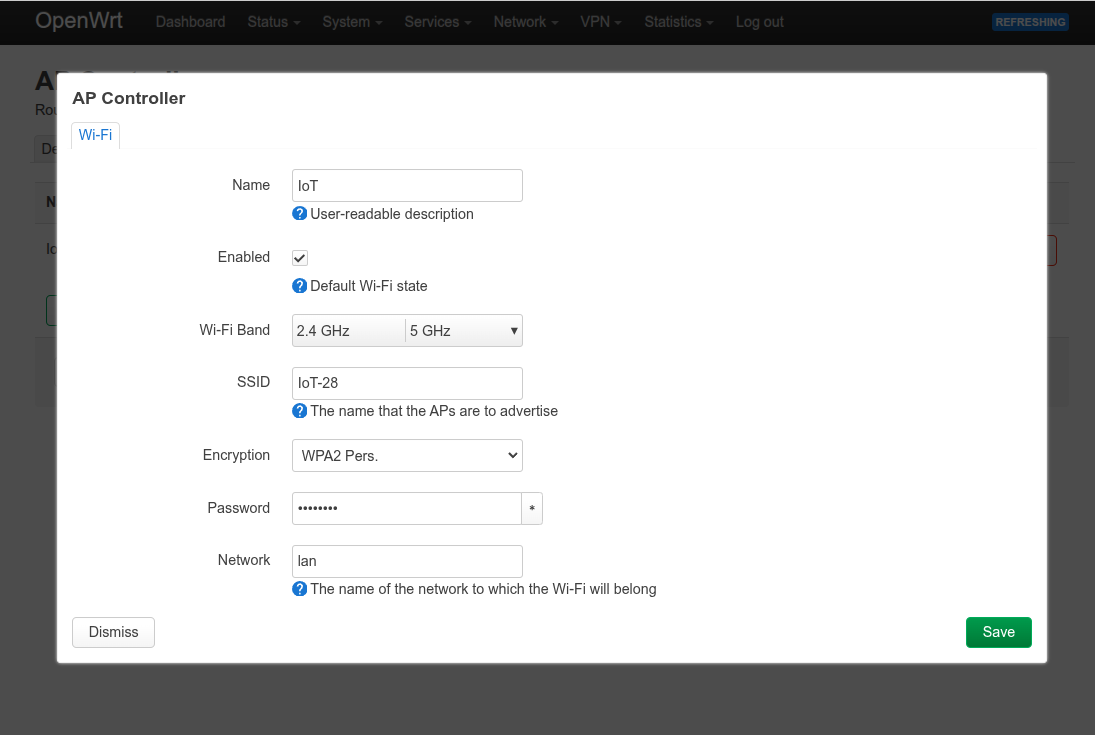 OpenWrt Dashboard Status System Services Network VPN Statistics Log out REFRESHING
AP Controller
Wi-Fi
Name IoT
User-readable description
Enabled
Default Wi-Fi state
Wi-Fi Band 2.4 GHz 5 GHz
SSID IoT-28
The name that the APs are to advertise
Encryption WPA2 Pers.
Password •••••••• *
Network lan
The name of the network to which the Wi-Fi will belong
Dismiss Save